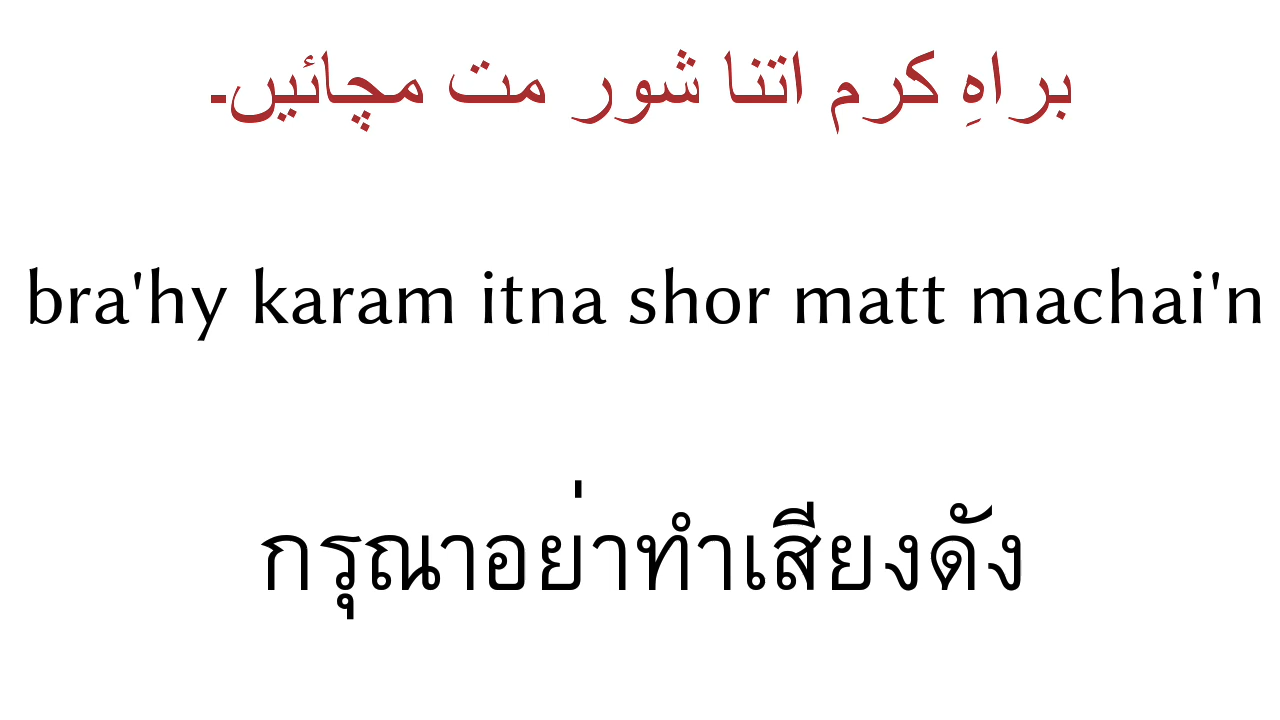 براہِ کرم اتنا شور مت مچائیں۔
bra'hy karam itna shor matt machai'n
กรุณาอย่าทำเสียงดัง